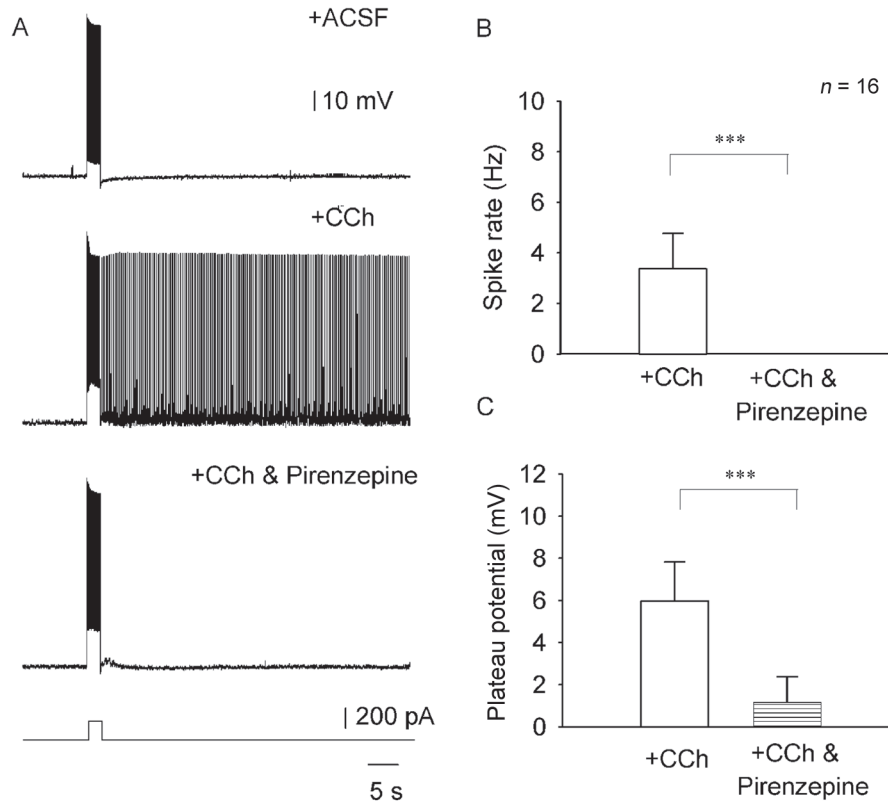 A
+ACSF
10 mV
+CCh
+CCh & Pirenzepine
200 pA
5 s
B
n = 16
Spike rate (Hz)
10
8
6
4
2
0
***
+CCh
+CCh &
Pirenzepine
C
Plateau potential (mV)
12
10
8
6
4
2
0
***
+CCh
+CCh &
Pirenzepine